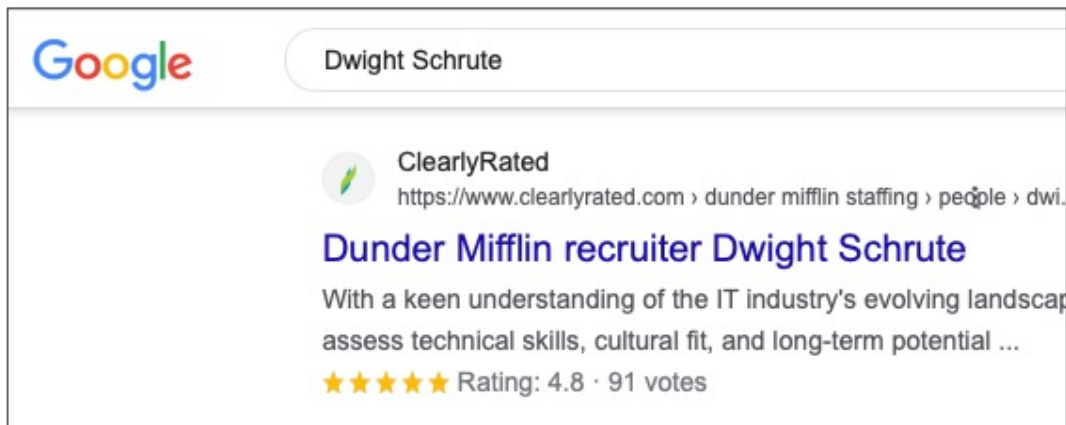 Google
Dwight Schrute
ClearlyRated
https://www.clearlyrated.com › dunder mifflin staffing › people › dwi.
Dunder Mifflin recruiter Dwight Schrute
With a keen understanding of the IT industry's evolving landscap
assess technical skills, cultural fit, and long-term potential ...
Rating: 4.8 · 91 votes